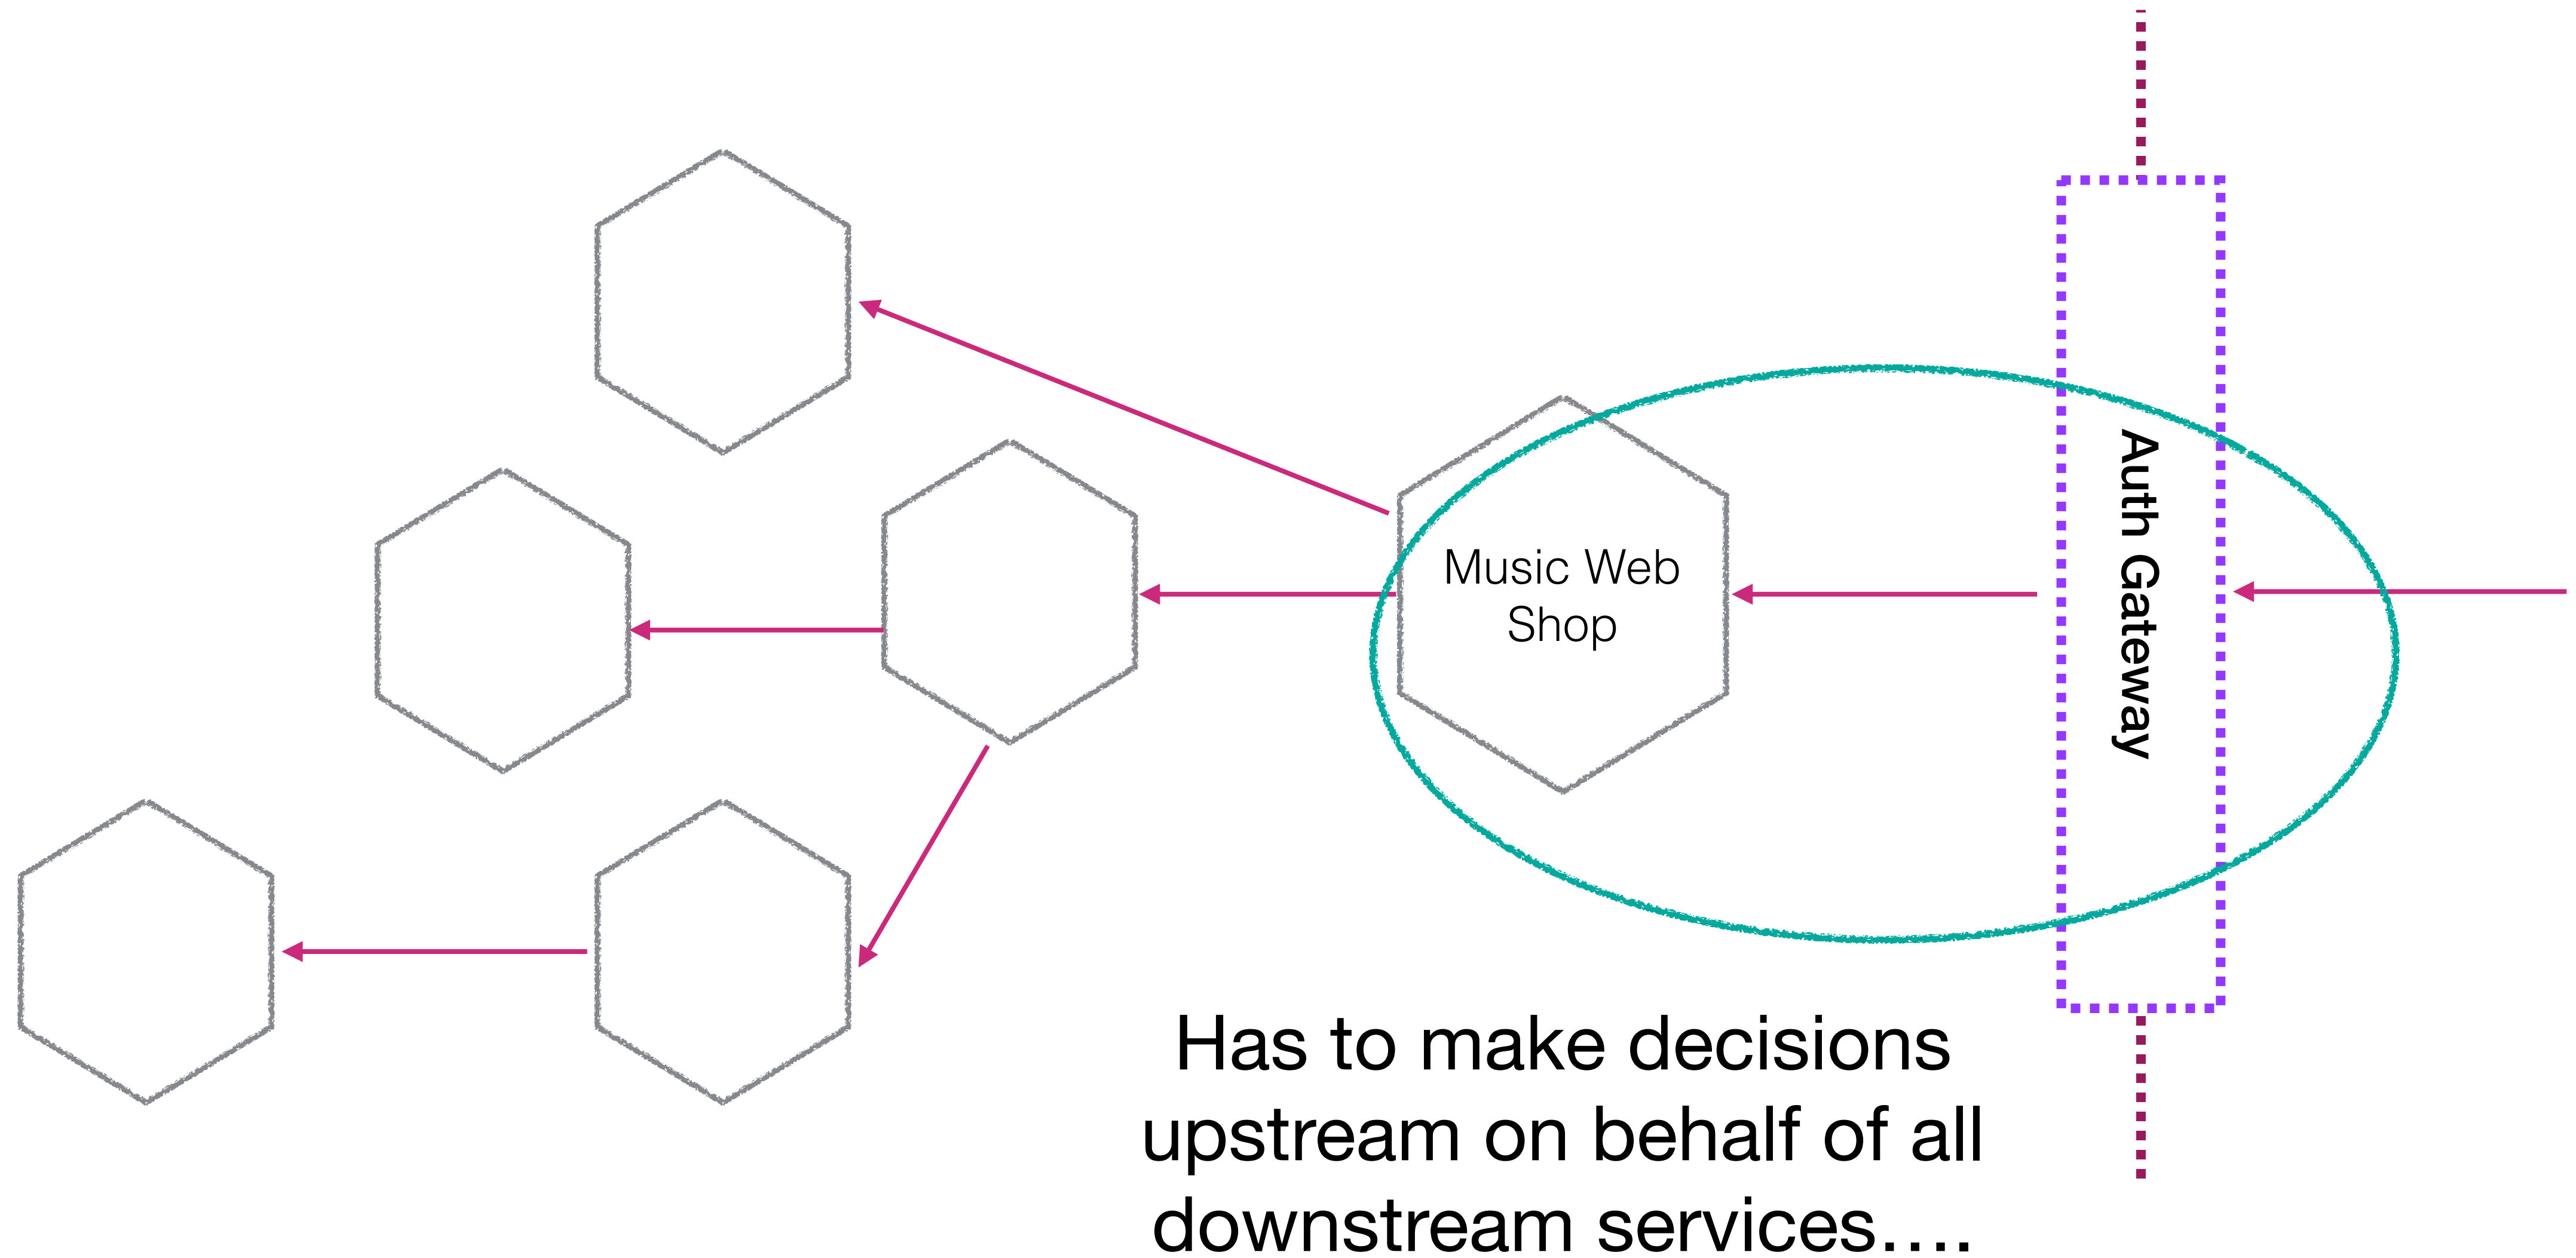 Music Web
Shop
Auth Gateway
Has to make decisions
upstream on behalf of all
downstream services….